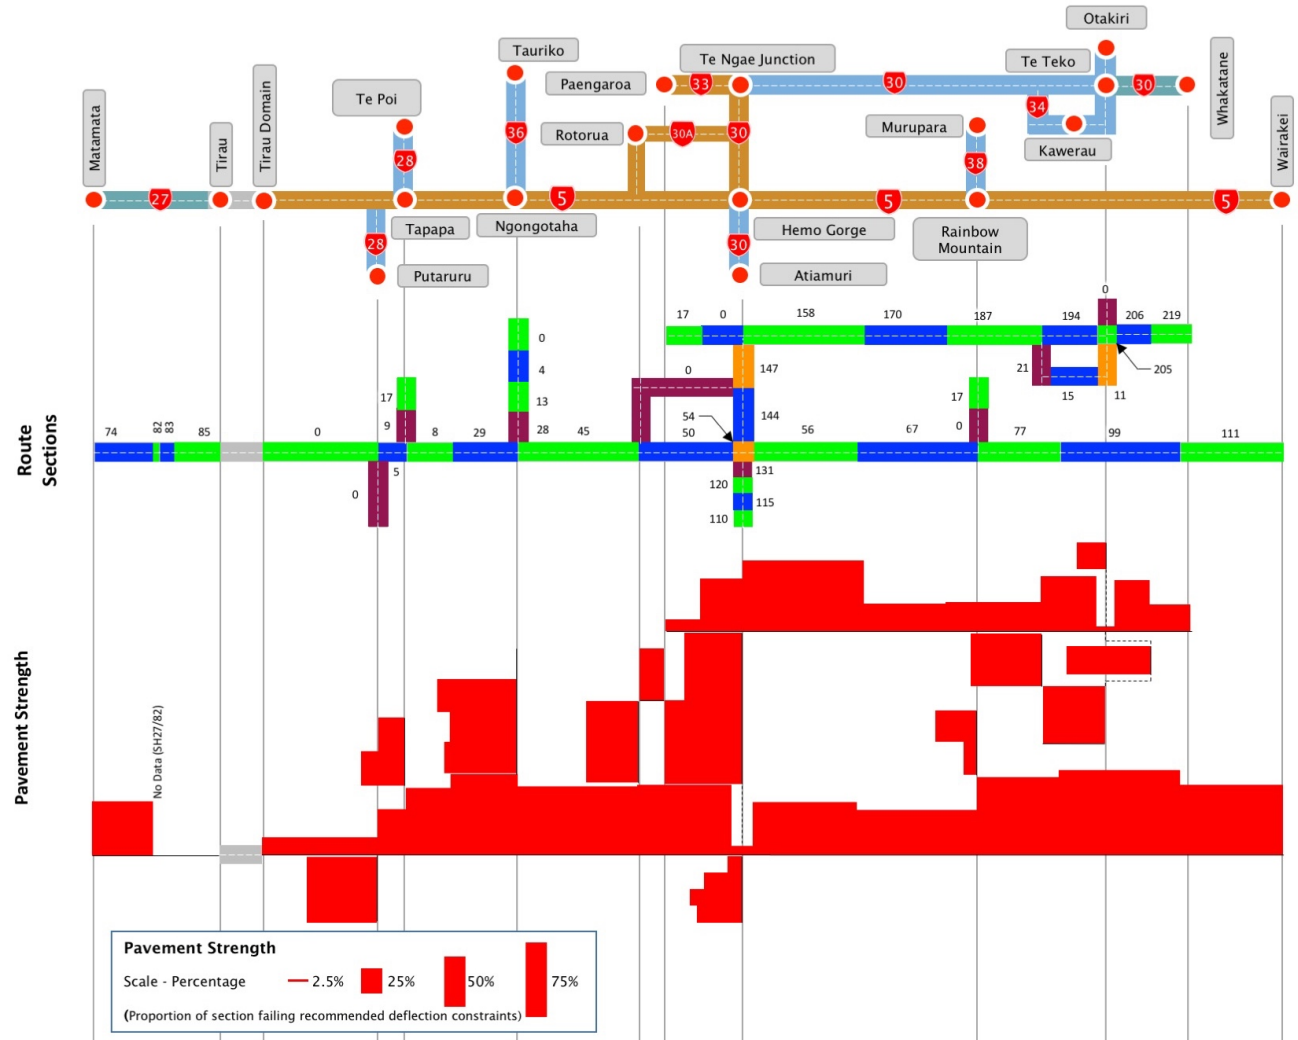 Otakiri
Tauriko
Te Ngae Junction
Te Teko
Whakatane
Paengaroa
33
30
30
Matamata
Tirau
Tirau Domain
Te Poi
34
36
Rotorua
30A
30
Murupara
Kawerau
Wairakei
28
38
27
5
5
5
Tapapa
Ngongotaha
Hemo Gorge
Rainbow
Mountain
28
30
Putaruru
Atiamuri
Route
Sections
0
17
0
158
170
187
194
206
219
0
4
13
147
0
21
205
15
11
17
17
54
144
74
82
83
85
0
9
8
29
28
45
50
56
67
0
77
99
111
5
0
131
120
115
110
Pavement Strength
No Data (SH27/82)
Pavement Strength
Scale - Percentage
2.5%
25%
50%
75%
(Proportion of section failing recommended deflection constraints)